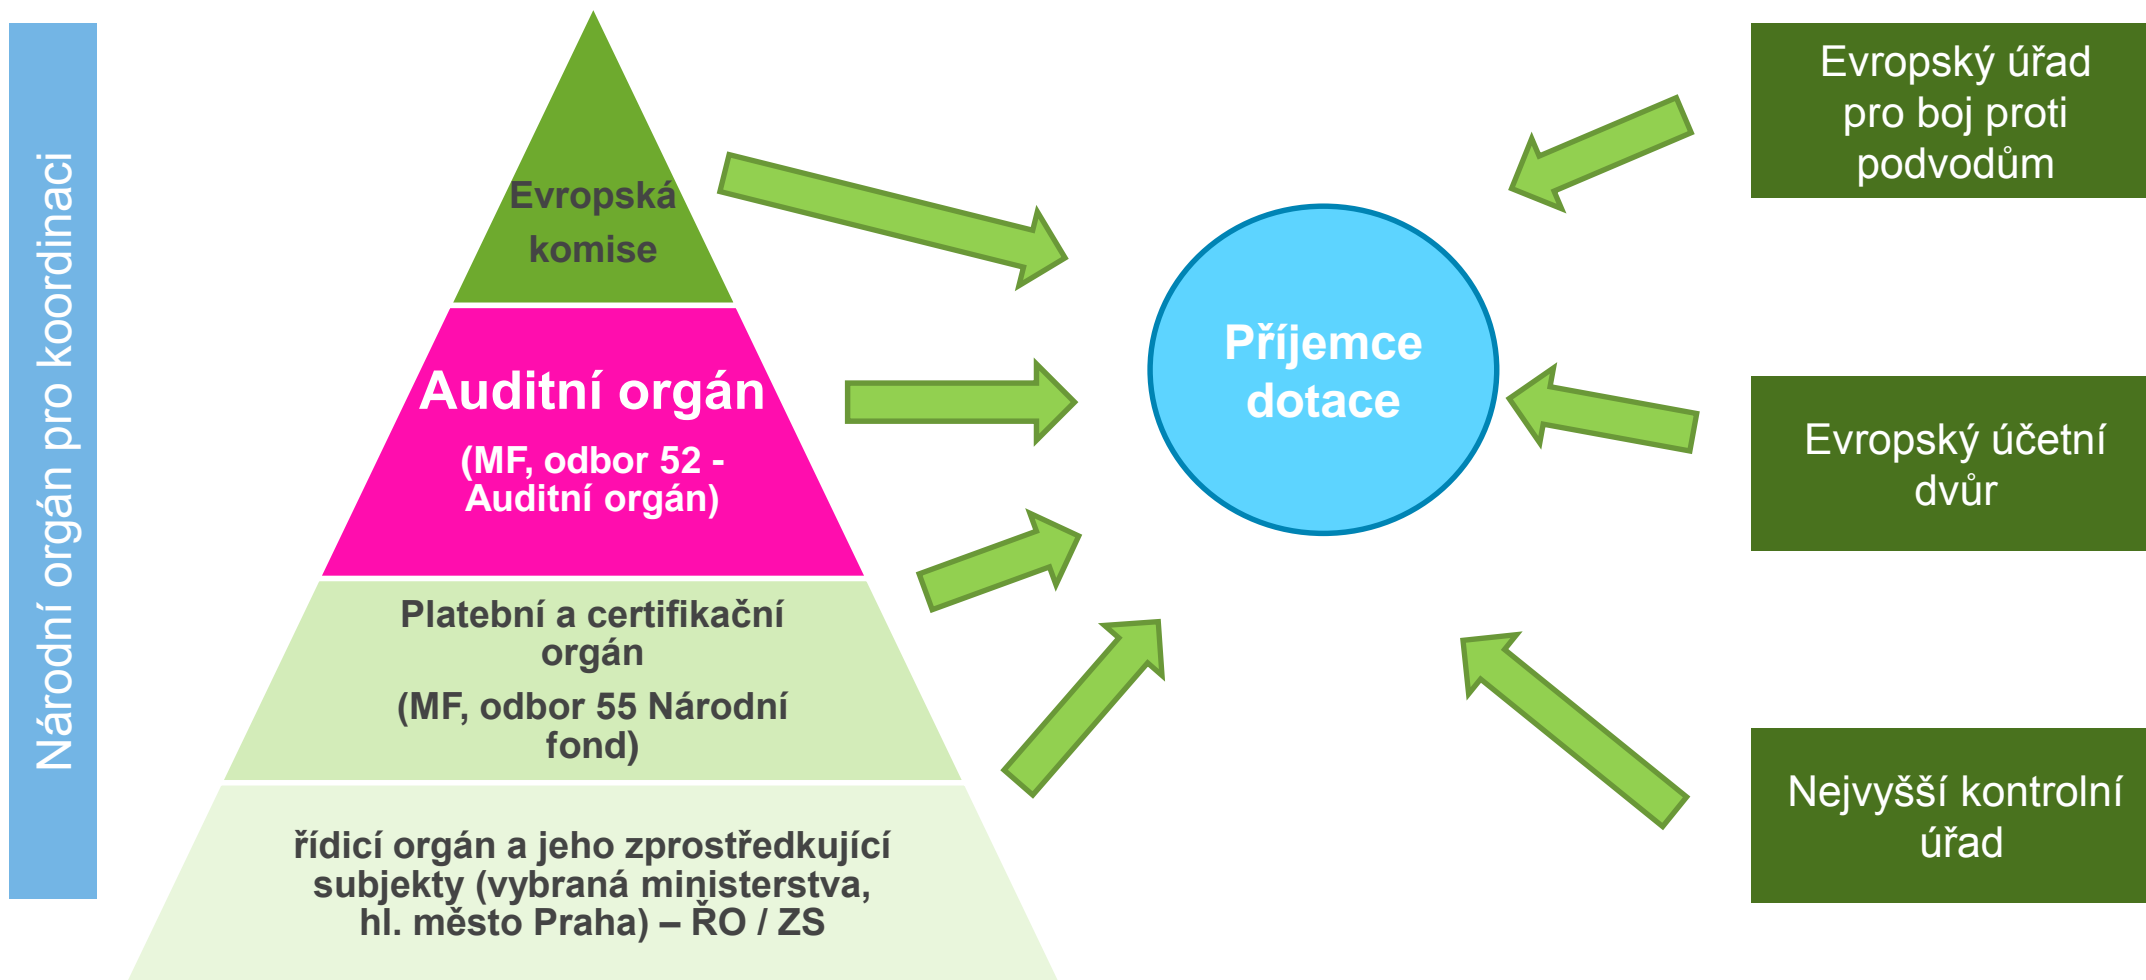 Národní orgán pro koordinaci
Evropská
komise
Auditní orgán
(MF, odbor 52 -
Auditní orgán)
Platební a certifikační
orgán
(MF, odbor 55 Národní
fond)
řídicí orgán a jeho zprostředkující
subjekty (vybraná ministerstva,
hl. město Praha) – ŘO / ZS
Příjemce
dotace
Evropský úřad
pro boj proti
podvodům
Evropský účetní
dvůr
Nejvyšší kontrolní
úřad